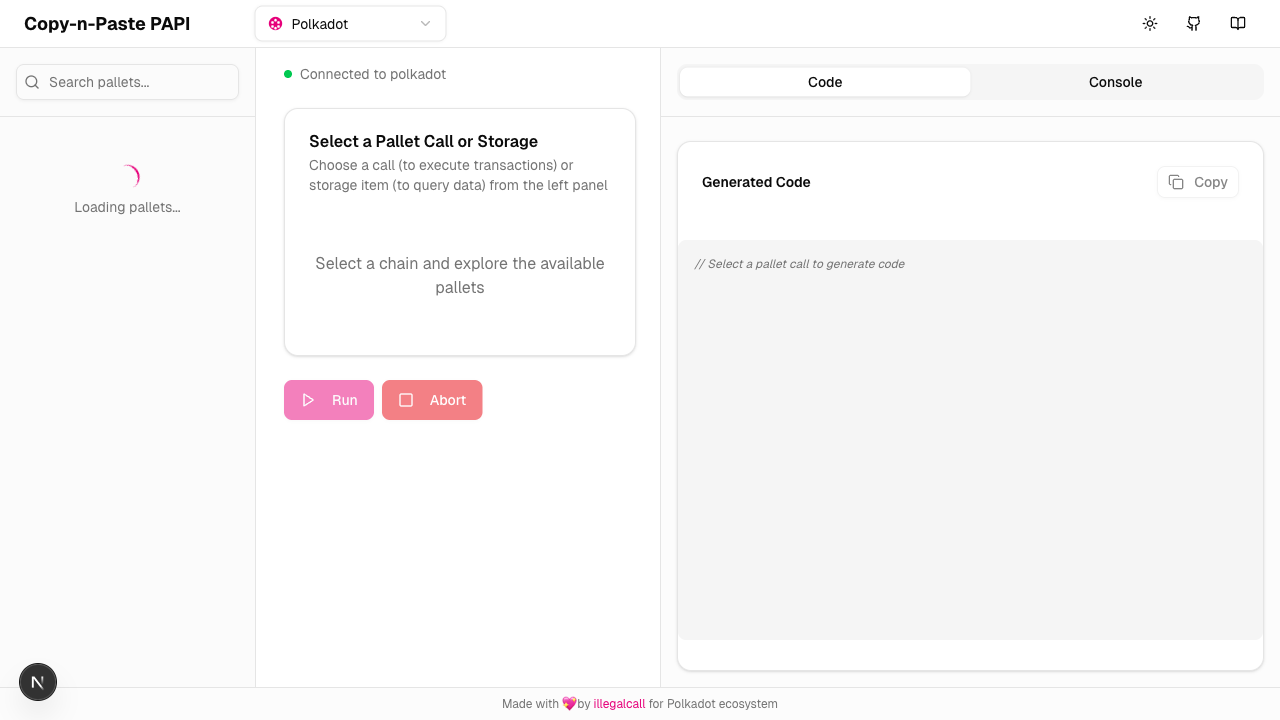 Copy-n-Paste PAPI
Polkadot
Search pallets...
Loading pallets...
Connected to polkadot
Select a Pallet Call or Storage
Choose a call (to execute transactions) or
storage item (to query data) from the left panel
Select a chain and explore the available
pallets
Run
Abort
Code
Console
Generated Code
Copy
// Select a pallet call to generate code
N
Made with 💖by illegalcall for Polkadot ecosystem